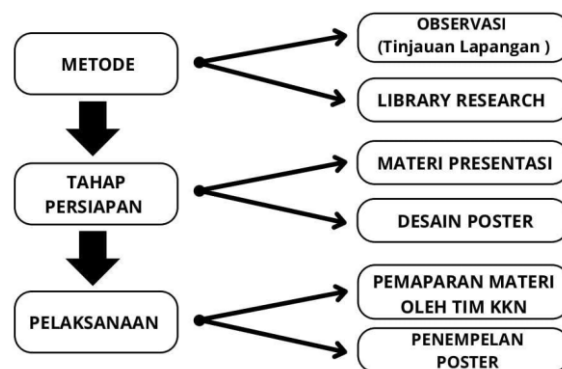 METODE
OBSERVASI
(Tinjauan Lapangan )
LIBRARY RESEARCH
TAHAP
PERSIAPAN
MATERI PRESENTASI
DESAIN POSTER
PELAKSANAAN
PEMAPARAN MATERI
OLEH TIM KKN
PENEMPELAN
POSTER